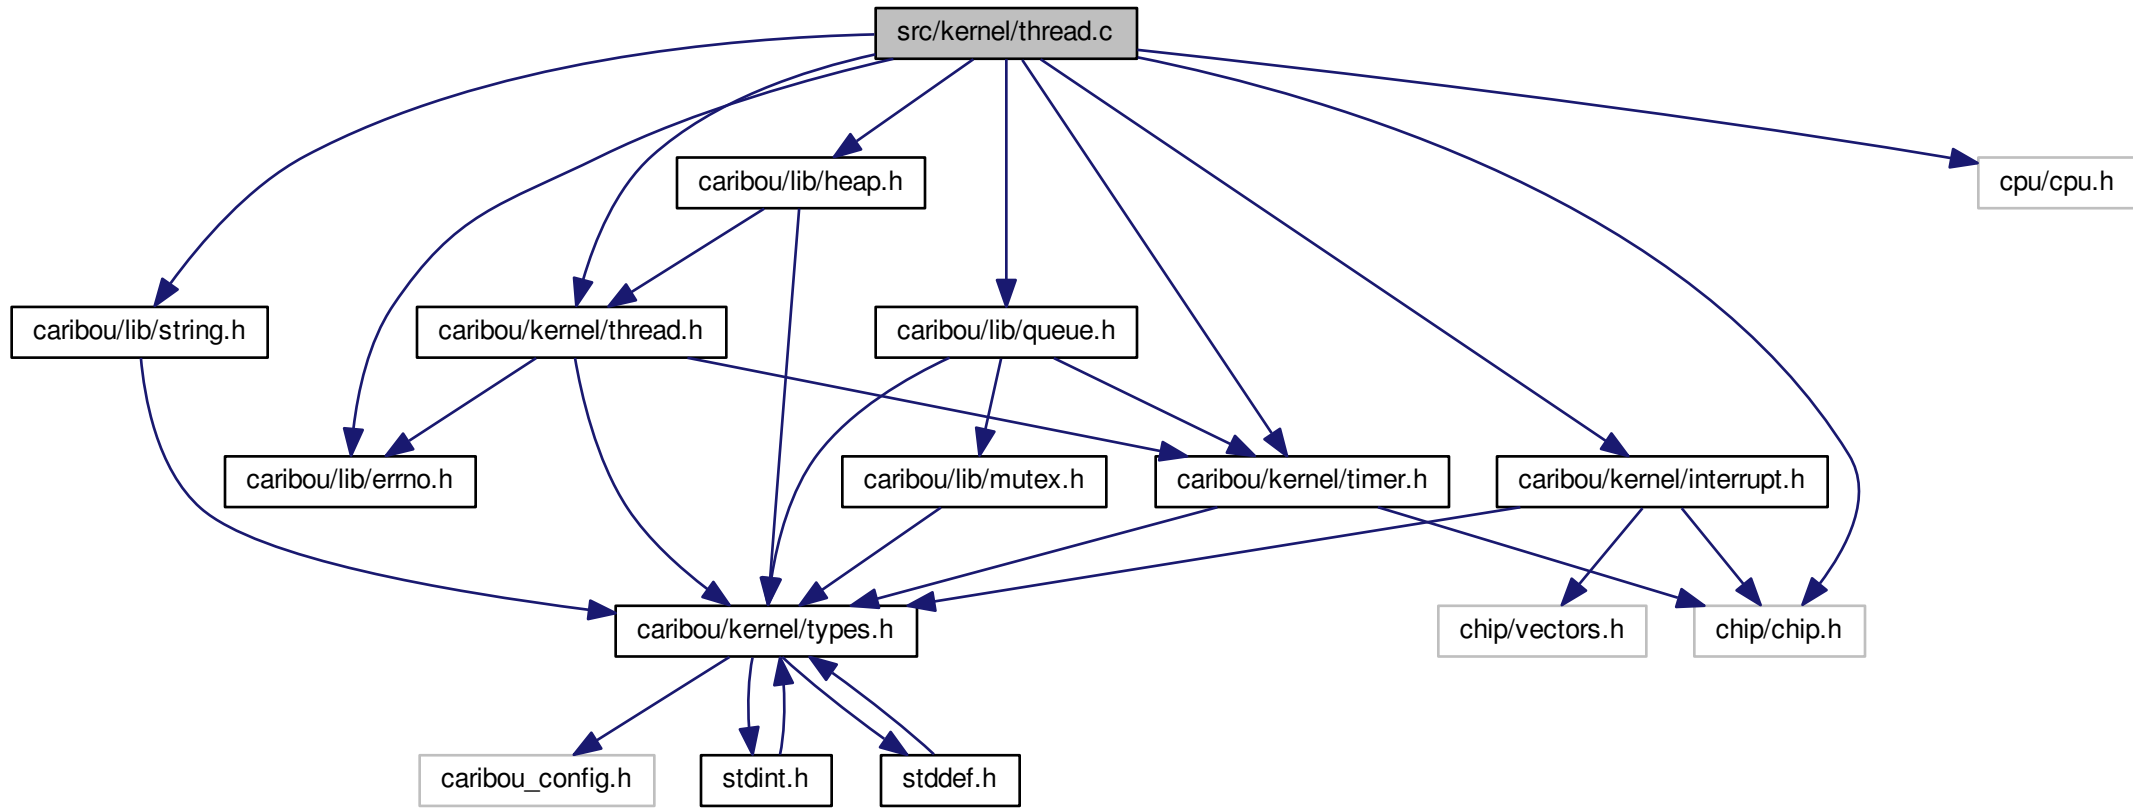 src/kernel/thread.c
caribou/lib/heap.h
cpu/cpu.h
caribou/lib/string.h
caribou/kernel/thread.h
caribou/lib/queue.h
caribou/lib/errno.h
caribou/lib/mutex.h
caribou/kernel/timer.h
caribou/kernel/interrupt.h
caribou/kernel/types.h
chip/vectors.h
chip/chip.h
caribou_config.h
stdint.h
stddef.h